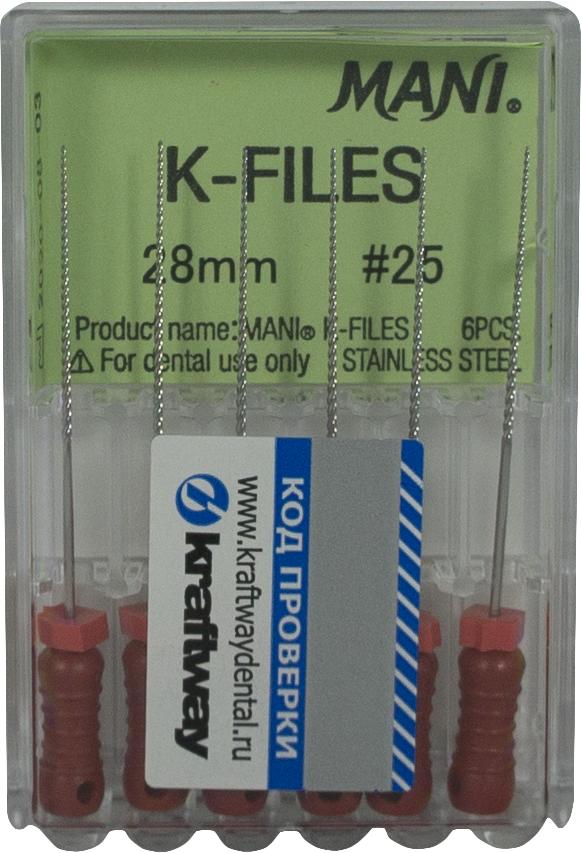 MANI®
K-FILES
28mm #25
Product name:MANI® K-FILES 6PCS.
⚠ For dental use only STAINLESS STEEL
КОД ПРОВЕРКИ
www.kraftwaydental.ru
kraftway